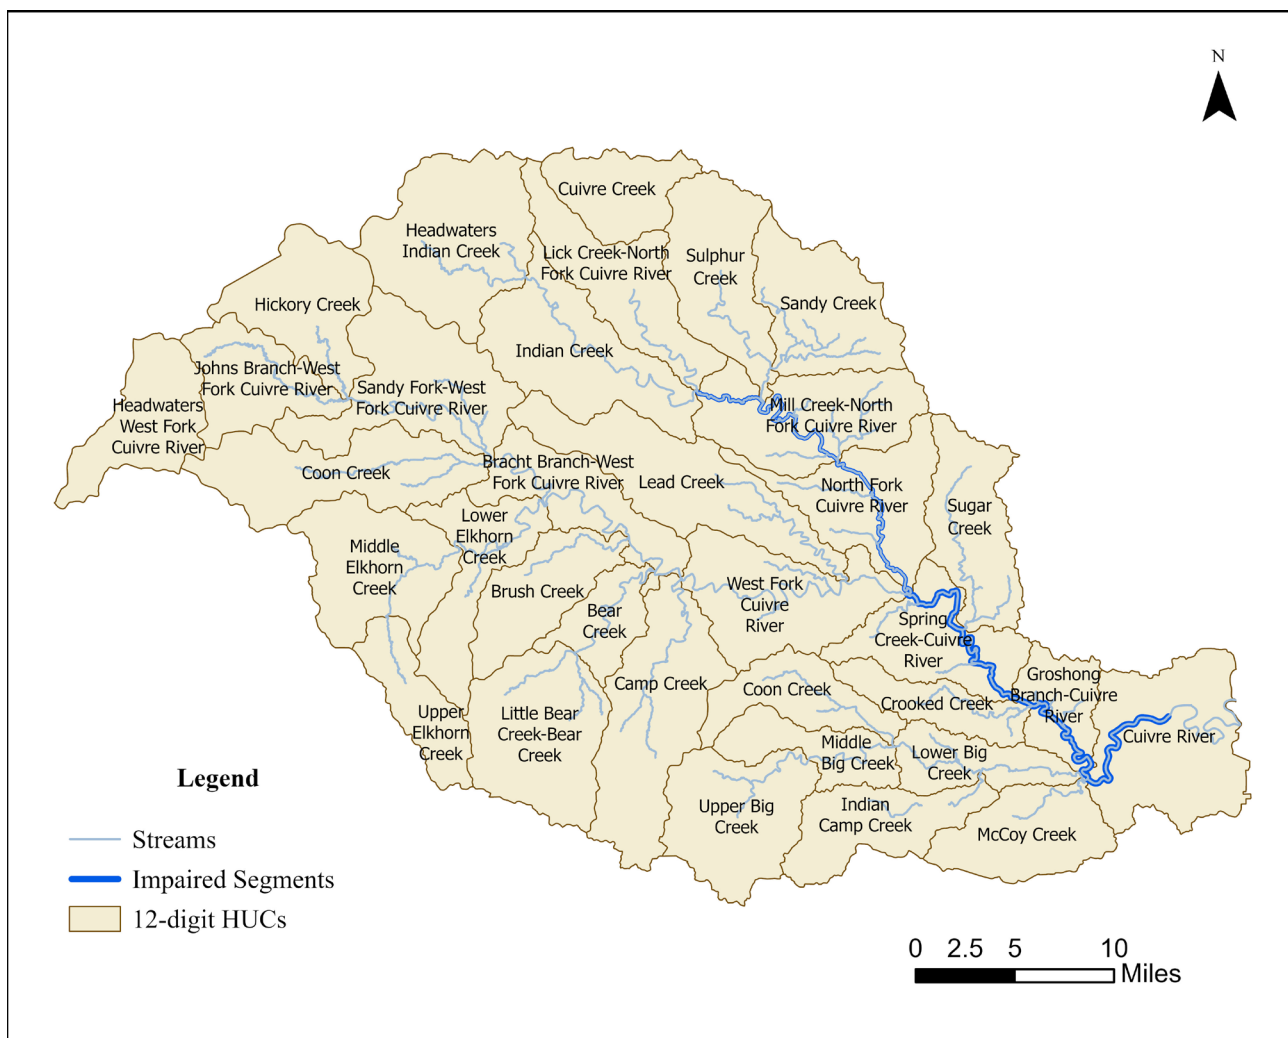 N
Cuivre Creek
Headwaters
Indian Creek
Lick Creek-North
Fork Cuivre River
Sulphur
Creek
Sandy Creek
Hickory Creek
Indian Creek
Johns Branch-West
Fork Cuivre River
Sandy Fork-West
Fork Cuivre River
Headwaters
West Fork
Cuivre River
Mill Creek-North
Fork Cuivre River
Coon Creek
Bracht Branch-West
Fork Cuivre River
Lead Creek
North Fork
Cuivre River
Sugar
Creek
Lower
Elkhorn
Creek
Middle
Elkhorn
Creek
Brush Creek
Bear
Creek
West Fork
Cuivre
River
Spring
Creek-Cuivre
River
Camp Creek
Coon Creek
Crooked Creek
Groshong
Branch-Cuivre
River
Upper
Elkhorn
Creek
Little Bear
Creek-Bear
Creek
Middle
Big Creek
Lower Big
Creek
Cuivre River
Upper Big
Creek
Indian
Camp Creek
McCoy Creek
Legend
Streams
Impaired Segments
12-digit HUCs
0 2.5 5 10
Miles